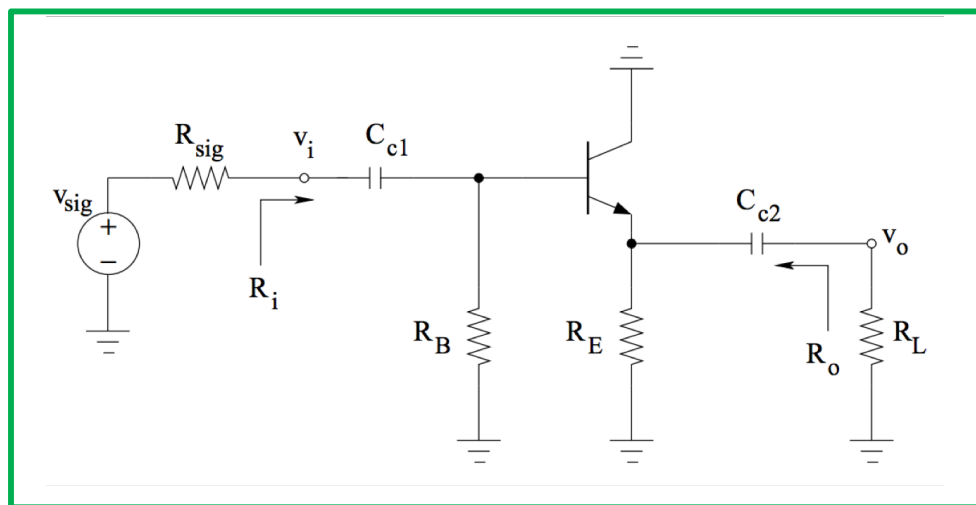 R_sig
v_i
C_c1
v_sig
+
−
R_i
R_B
R_E
C_c2
v_o
R_o
R_L